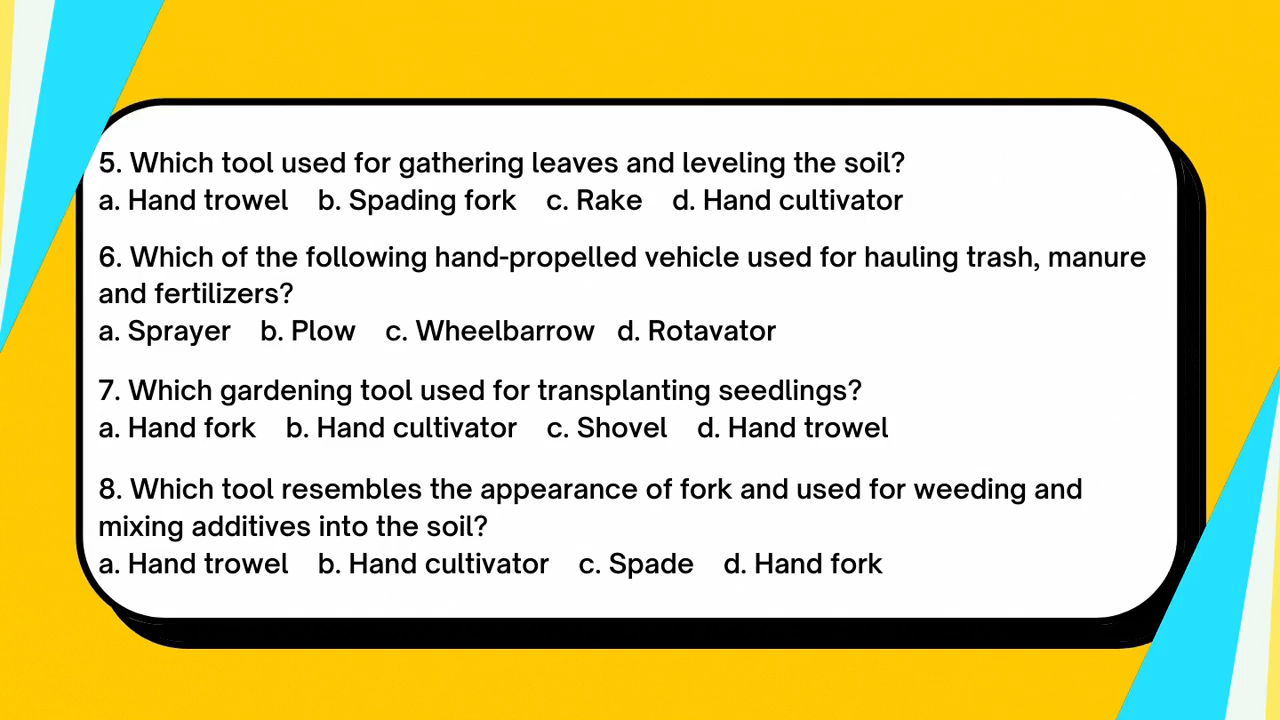 5. Which tool used for gathering leaves and leveling the soil?
a. Hand trowel b. Spading fork c. Rake d. Hand cultivator
6. Which of the following hand-propelled vehicle used for hauling trash, manure
and fertilizers?
a. Sprayer b. Plow c. Wheelbarrow d. Rotavator
7. Which gardening tool used for transplanting seedlings?
a. Hand fork b. Hand cultivator c. Shovel d. Hand trowel
8. Which tool resembles the appearance of fork and used for weeding and
mixing additives into the soil?
a. Hand trowel b. Hand cultivator c. Spade d. Hand fork